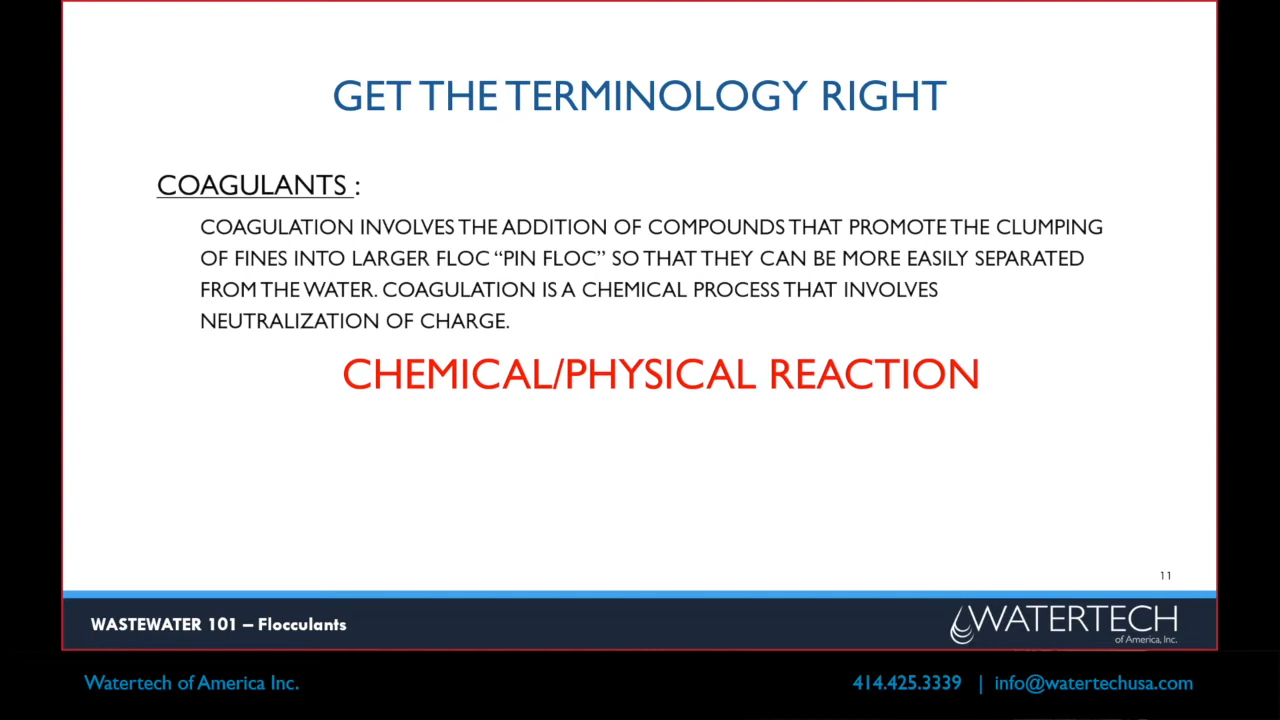 GET THE TERMINOLOGY RIGHT
COAGULANTS :
COAGULATION INVOLVES THE ADDITION OF COMPOUNDS THAT PROMOTE THE CLUMPING
OF FINES INTO LARGER FLOC “PIN FLOC” SO THAT THEY CAN BE MORE EASILY SEPARATED
FROM THE WATER. COAGULATION IS A CHEMICAL PROCESS THAT INVOLVES
NEUTRALIZATION OF CHARGE.
CHEMICAL/PHYSICAL REACTION
11
WASTEWATER 101 – Flocculants
WATERTECH
of America, Inc.
Watertech of America Inc.
414.425.3339 | info@watertechusa.com